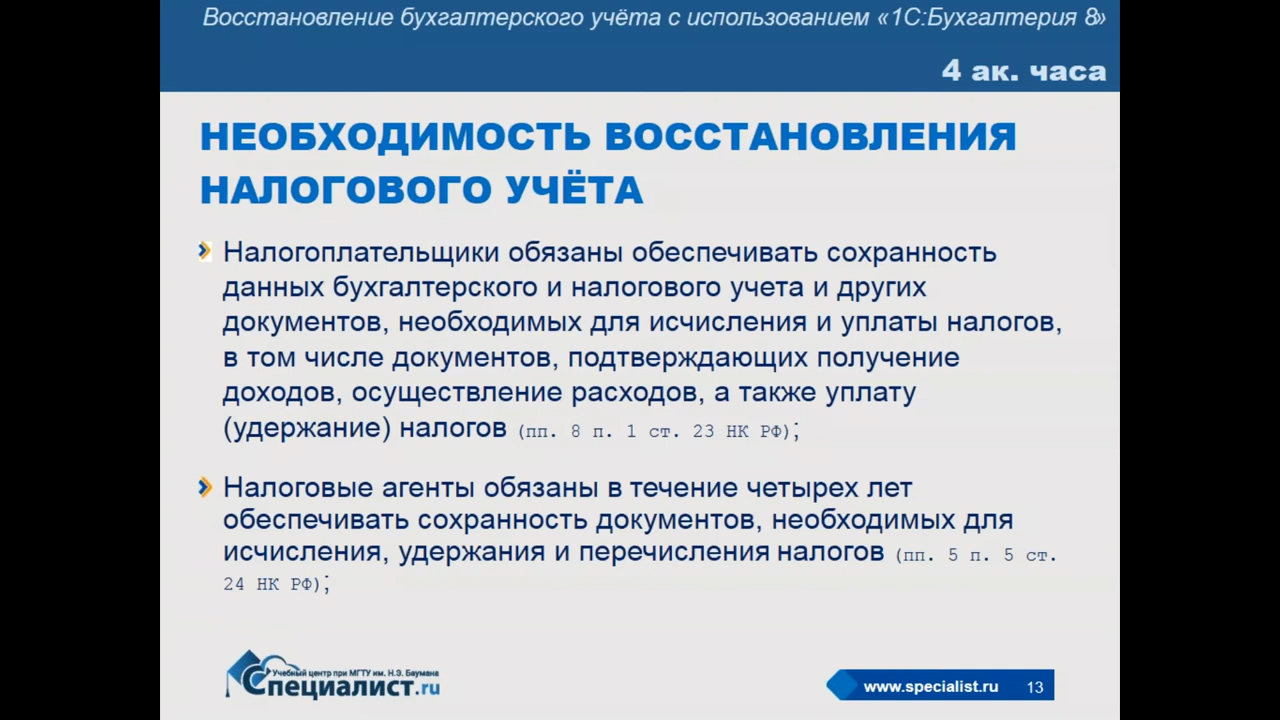 Восстановление бухгалтерского учёта с использованием «1С:Бухгалтерия 8»
4 ак. часа
НЕОБХОДИМОСТЬ ВОССТАНОВЛЕНИЯ
НАЛОГОВОГО УЧЁТА
Налогоплательщики обязаны обеспечивать сохранность
данных бухгалтерского и налогового учета и других
документов, необходимых для исчисления и уплаты налогов,
в том числе документов, подтверждающих получение
доходов, осуществление расходов, а также уплату
(удержание) налогов (пп. 8 п. 1 ст. 23 НК РФ);
Налоговые агенты обязаны в течение четырех лет
обеспечивать сохранность документов, необходимых для
исчисления, удержания и перечисления налогов (пп. 5 п. 5 ст.
24 НК РФ);
Учебный центр при МГТУ им. Н.Э. Баумана
Специалист.ru
www.specialist.ru 13